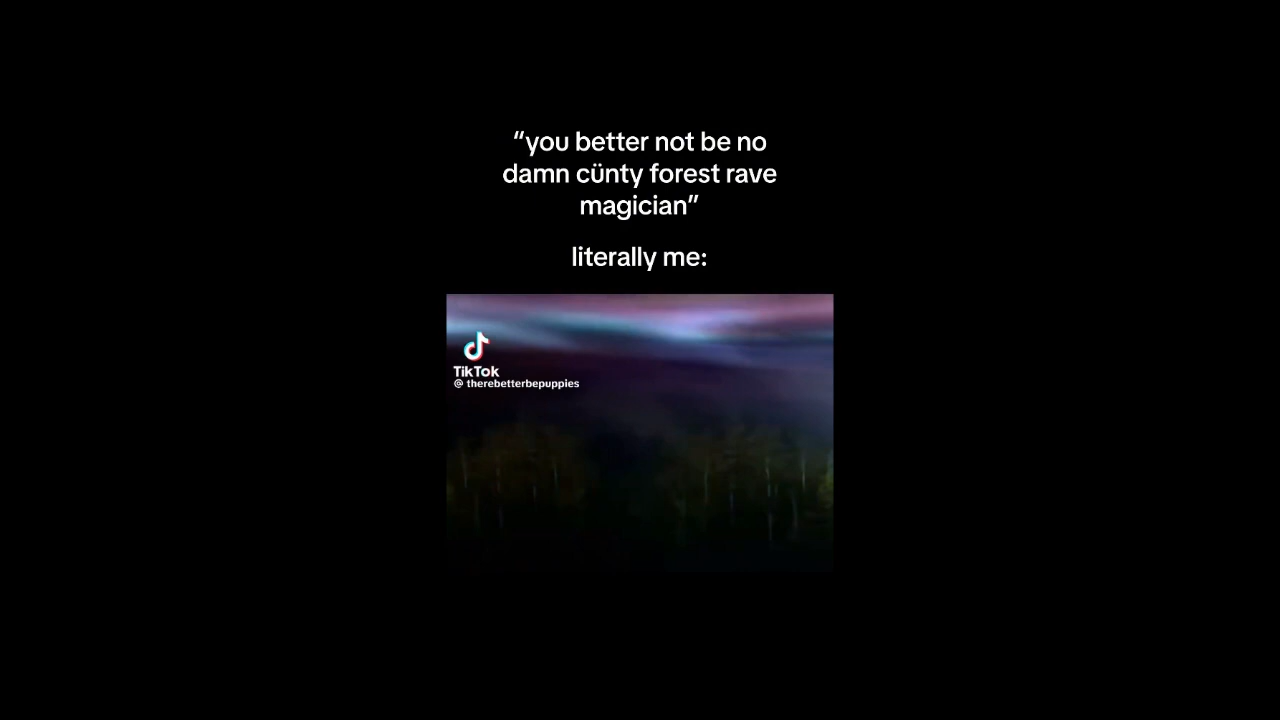 “you better not be no
damn cünty forest rave
magician”
literally me:
TikTok
@ therebetterbepuppies